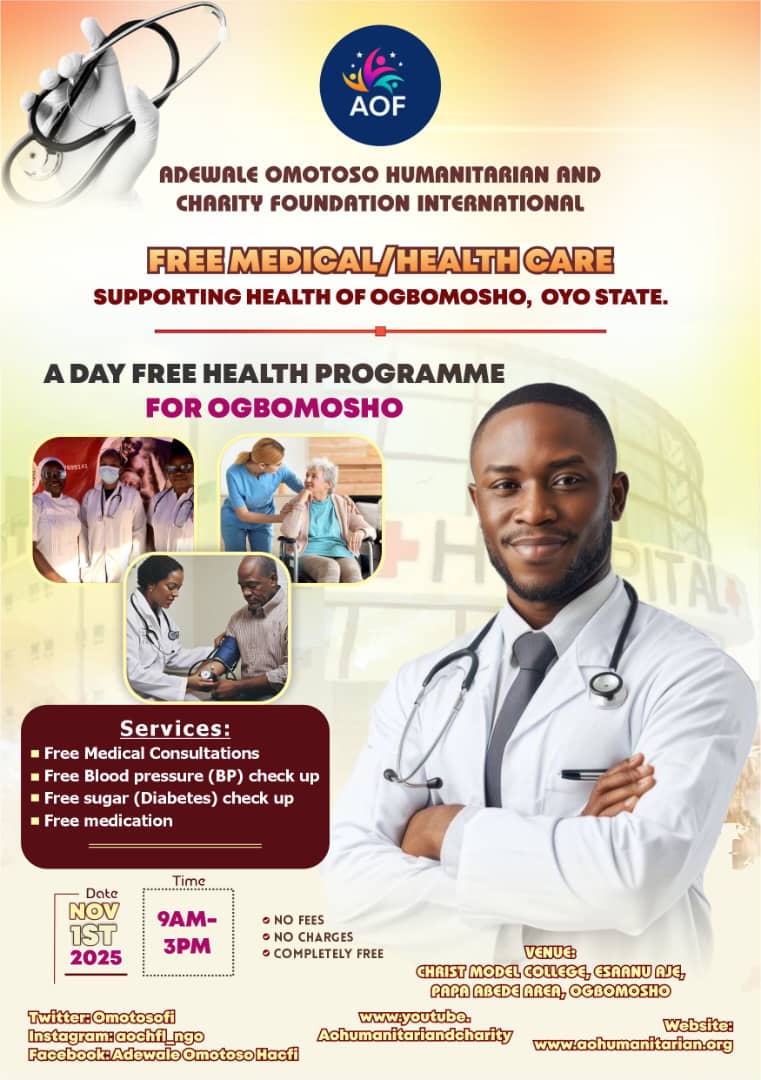 AOF
ADEWALE OMOTOSO HUMANITARIAN AND
CHARITY FOUNDATION INTERNATIONAL
FREE MEDICAL/HEALTH CARE
SUPPORTING HEALTH OF OGBOMOSHO, OYO STATE.
A DAY FREE HEALTH PROGRAMME
FOR OGBOMOSHO
Services:
Free Medical Consultations
Free Blood pressure (BP) check up
Free sugar (Diabetes) check up
Free medication
Date
NOV
1ST
2025
Time
9AM-
3PM
NO FEES
NO CHARGES
COMPLETELY FREE
VENUE:
CHRIST MODEL COLLEGE, ESAANU AJE,
PAPA ABEDE AREA, OGBOMOSHO
Twitter: Omotosofi
Instagram: aochfi_ngo
Facebook: Adewale Omotoso Hacfi
www.youtube.
Aohumanitariandcharity
Website:
www.aohumanitarian.org